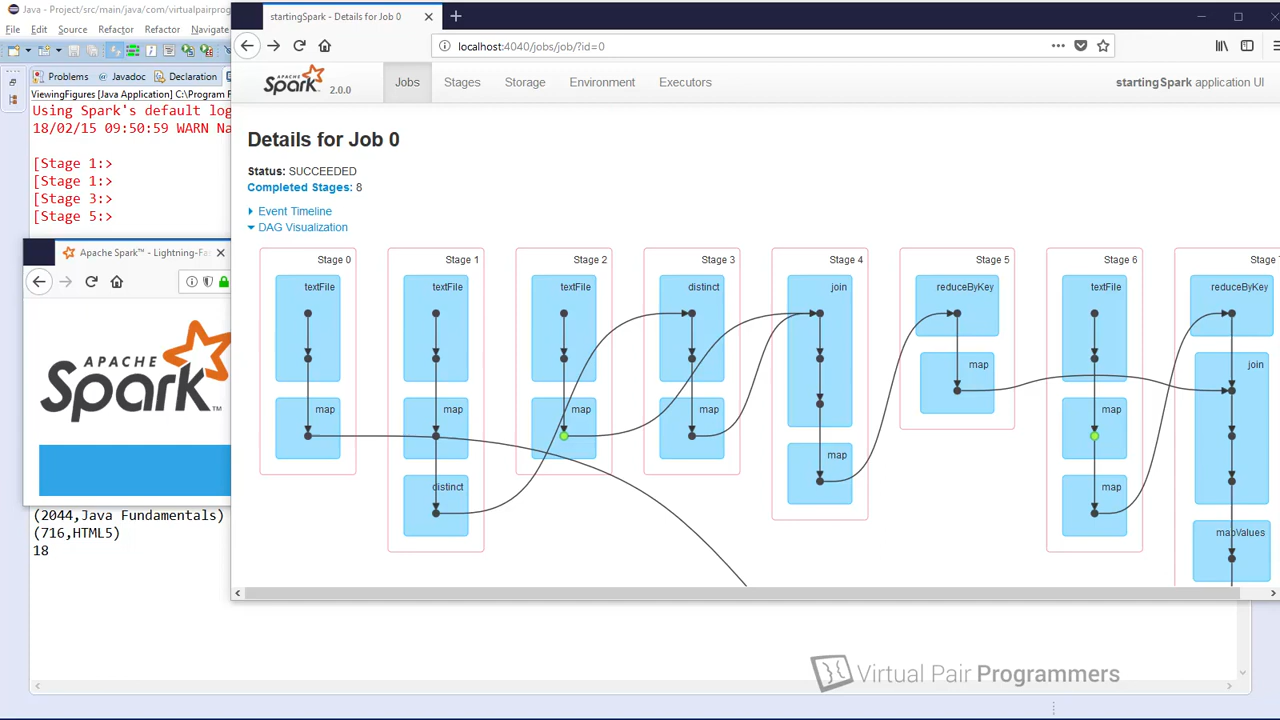 Java - Project/src/main/java/com/virtualpairprog
File Edit Source Refactor Refactor Navigate
Problems Javadoc Declaration
ViewingFigures [Java Application] C:\Program F
Using Spark's default log
18/02/15 09:50:59 WARN Na
[Stage 1:>
[Stage 1:>
[Stage 3:>
[Stage 5:>
Apache Spark™ - Lightning-Fas
APACHE
Spark™
(2044,Java Fundamentals)
(716,HTML5)
18
startingSpark - Details for Job 0
localhost:4040/jobs/job/?id=0
APACHE
Spark™ 2.0.0 Jobs Stages Storage Environment Executors startingSpark application UI
Details for Job 0
Status: SUCCEEDED
Completed Stages: 8
Event Timeline
DAG Visualization
Stage 0 Stage 1 Stage 2 Stage 3 Stage 4 Stage 5 Stage 6 Stage
textFile textFile textFile distinct join reduceByKey textFile reduceByKey
map join
map map map map map
map
distinct map
mapValues
Virtual Pair Programmers